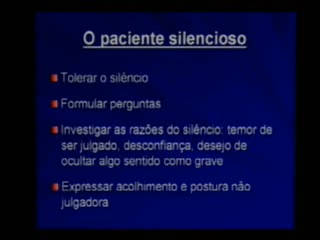 O paciente silencioso
Tolerar o silêncio
Formular perguntas
Investigar as razões do silêncio: temor de
ser julgado, desconfiança, desejo de
ocultar algo sentido como grave
Expressar acolhimento e postura não
julgadora